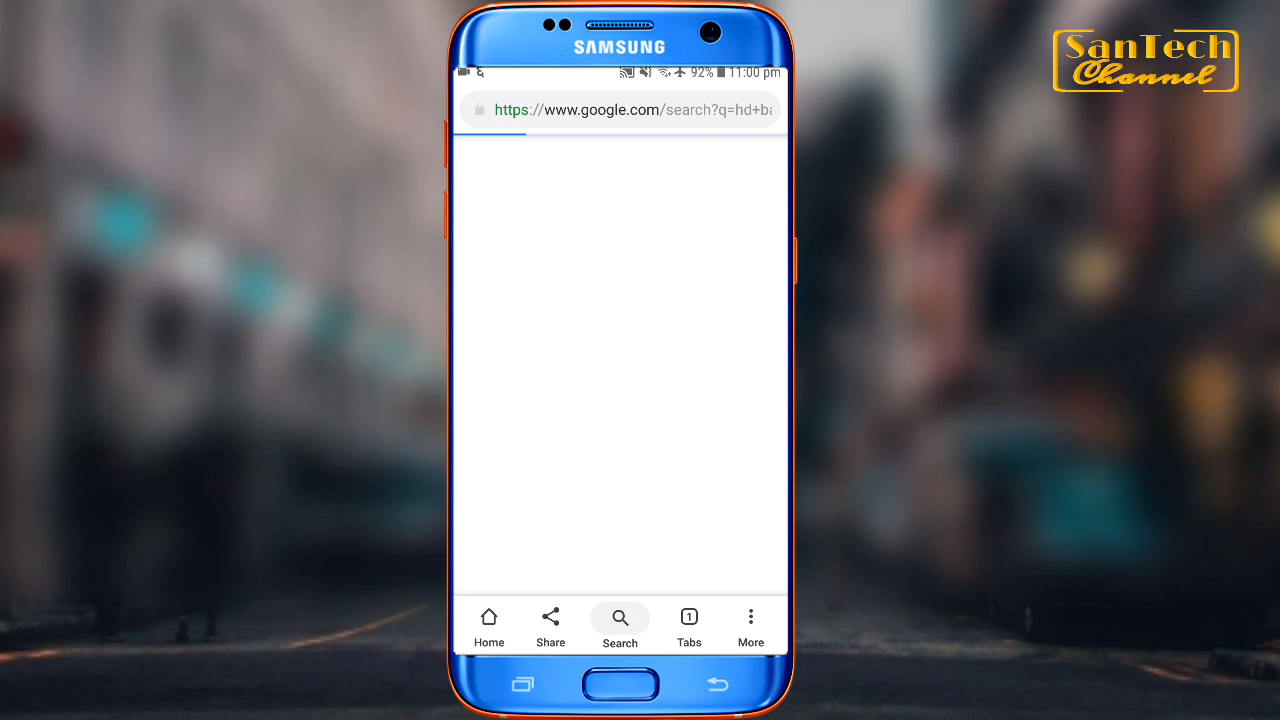 SanTech
Channel
SAMSUNG
92% 11:00 pm
https://www.google.com/search?q=hd+ba
1
Home Share Search Tabs More